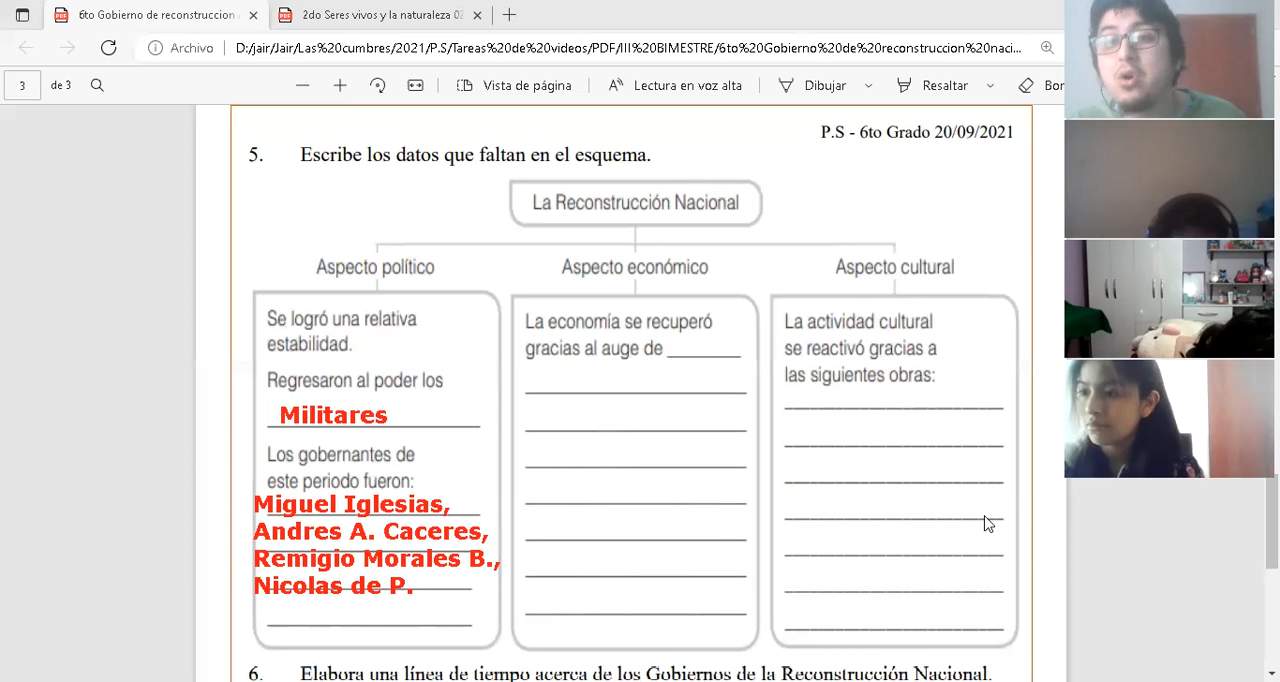 6to Gobierno de reconstruccion
2do Seres vivos y la naturaleza 02
Archivo
D:/jair/Jair/Las%20cumbres/2021/P.S/Tareas%20de%20videos/PDF/III%20BIMESTRE/6to%20Gobierno%20de%20reconstruccion%20naci...
3
de 3
Vista de página
Lectura en voz alta
Dibujar
Resaltar
Bor
P.S - 6to Grado 20/09/2021
5. Escribe los datos que faltan en el esquema.
La Reconstrucción Nacional
Aspecto político
Se logró una relativa
estabilidad.
Regresaron al poder los
Militares
Los gobernantes de
este periodo fueron:
Miguel Iglesias,
Andres A. Caceres,
Remigio Morales B.,
Nicolas de P.
Aspecto económico
La economía se recuperó
gracias al auge de
Aspecto cultural
La actividad cultural
se reactivó gracias a
las siguientes obras:
6. Elabora una línea de tiempo acerca de los Gobiernos de la Reconstrucción Nacional.